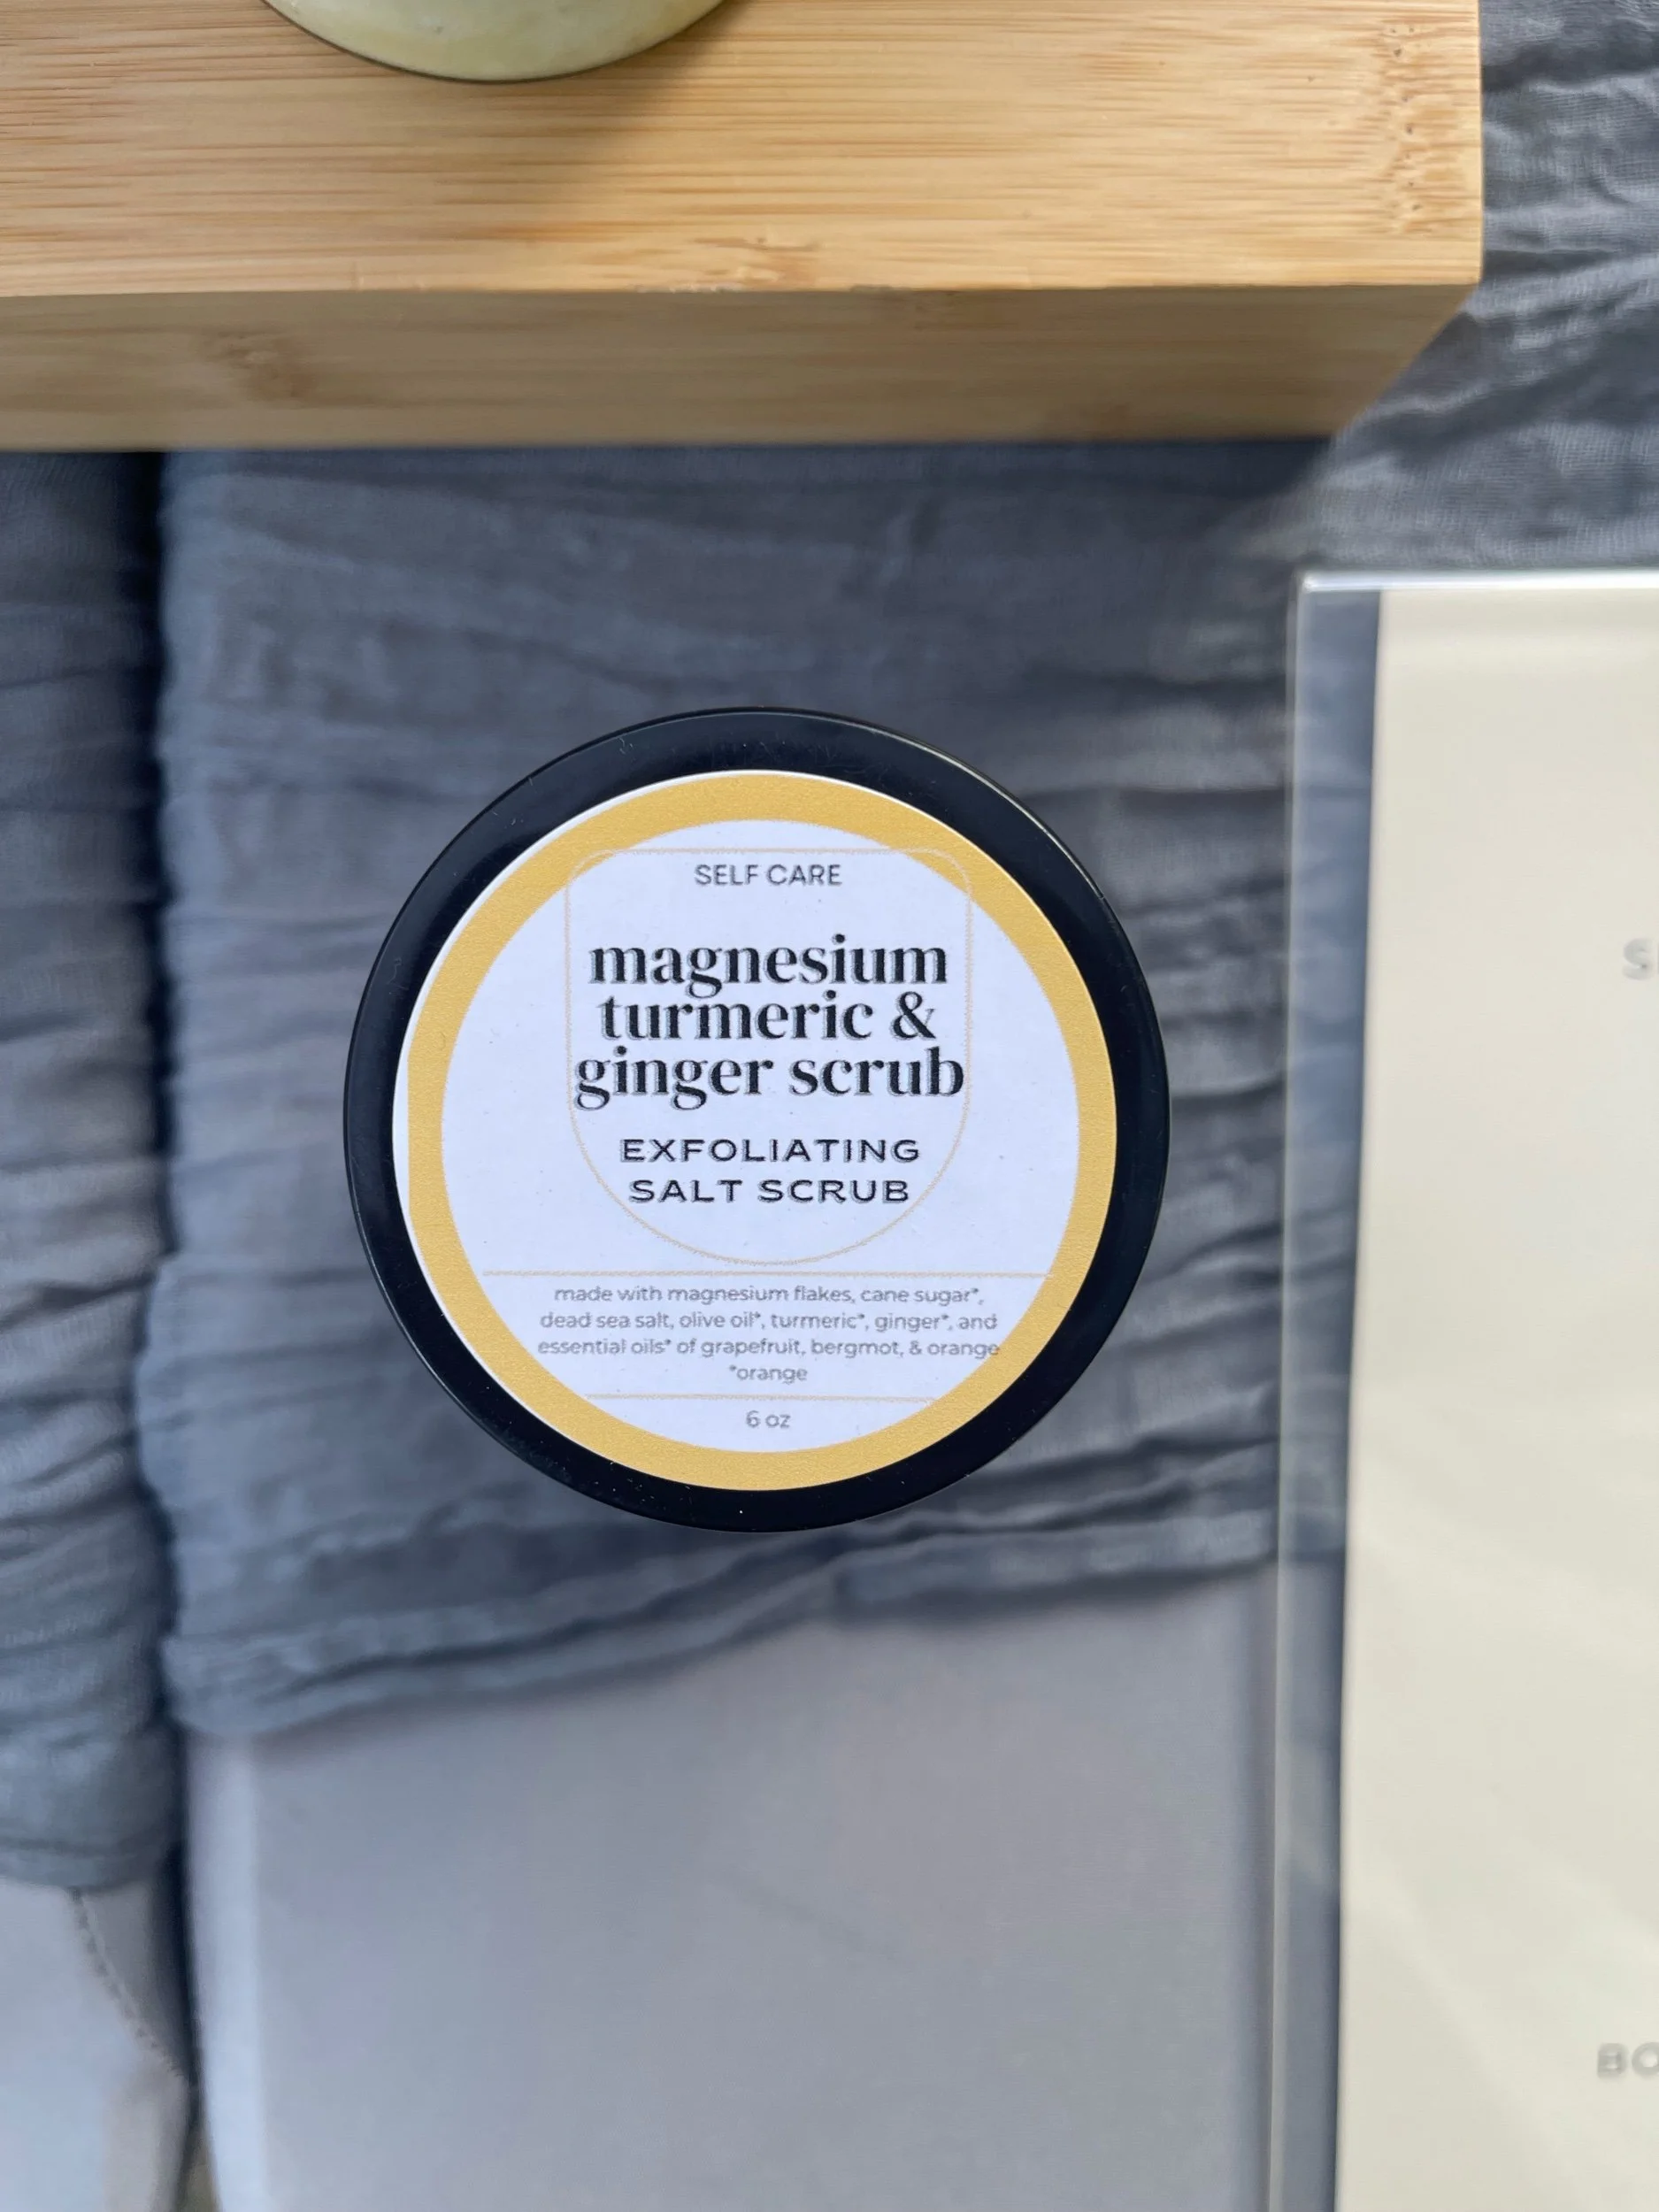 SELF CARE
magnesium
turmeric &
ginger scrub
EXFOLIATING
SALT SCRUB
made with magnesium flakes, cane sugar*,
dead sea salt, olive oil*, turmeric*, ginger*, and
essential oils* of grapefruit, bergmot, & orange
*orange
6 oz